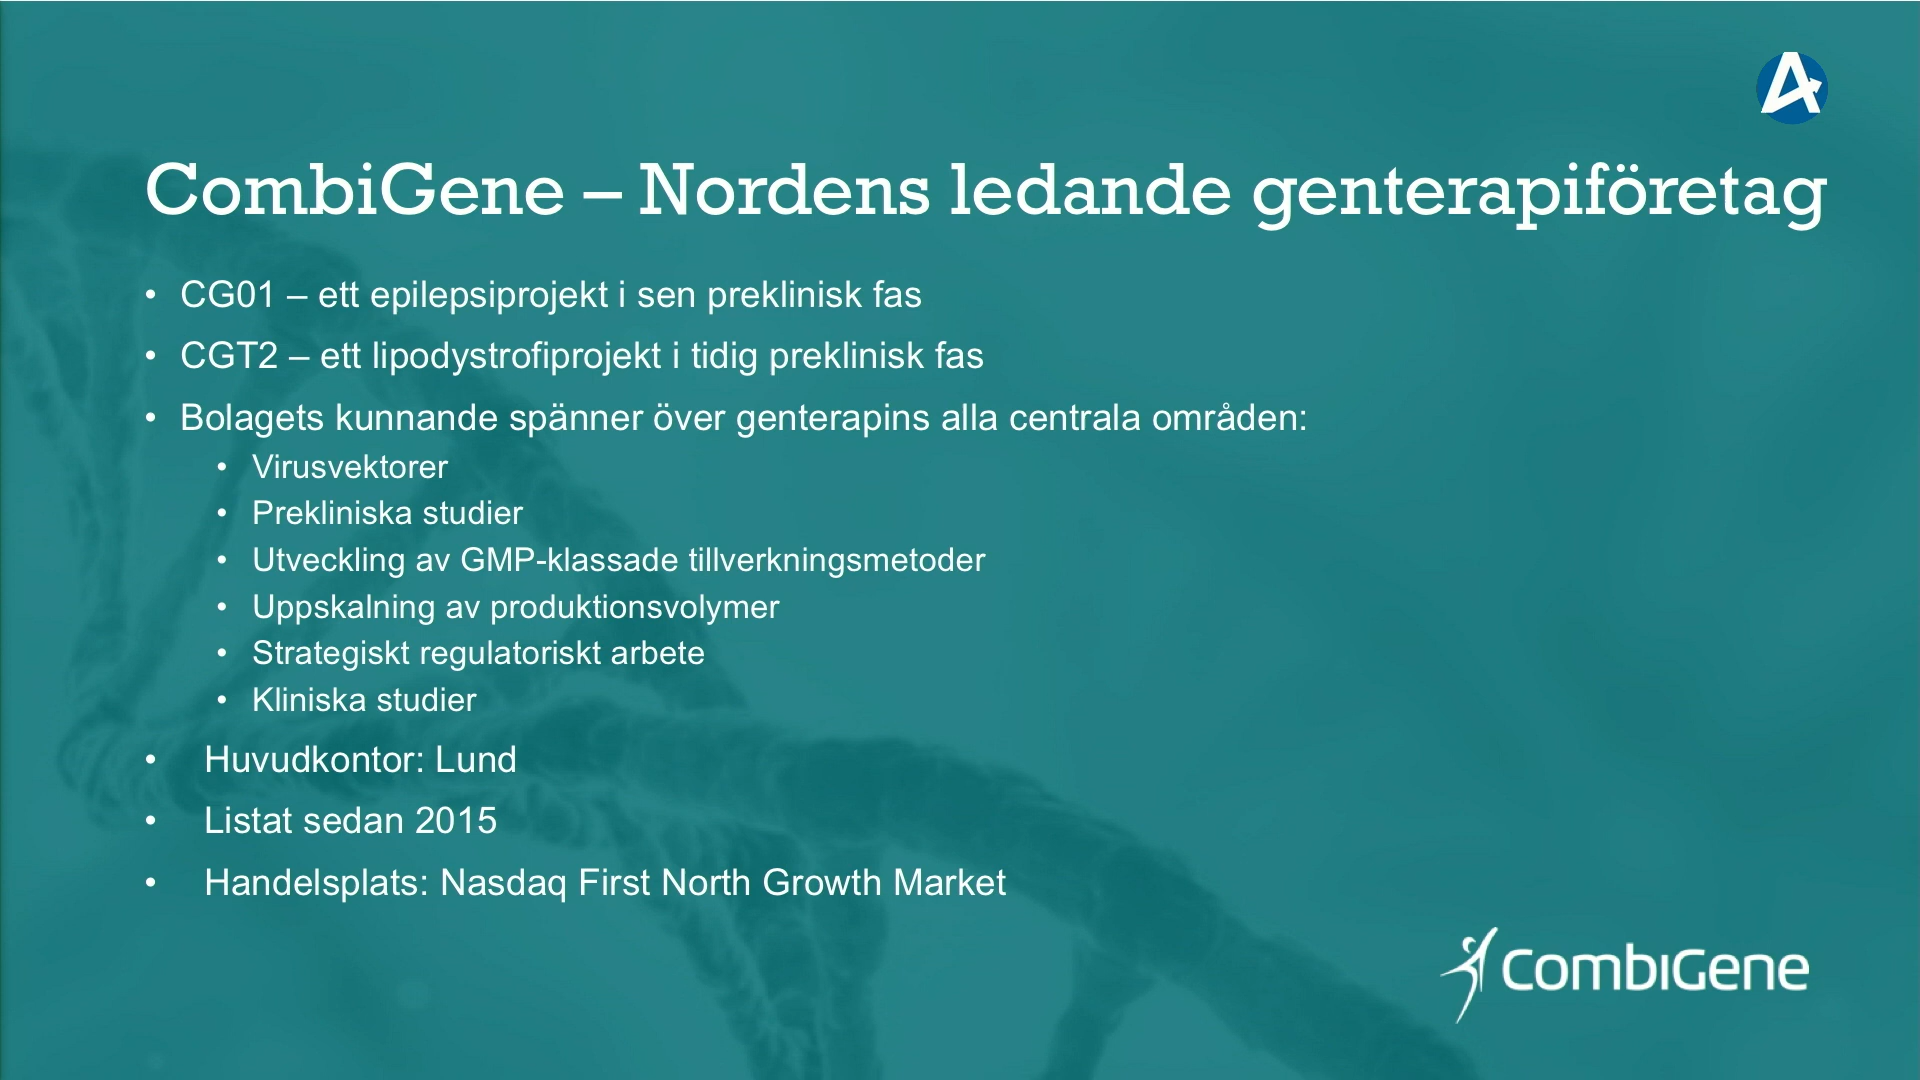 CombiGene – Nordens ledande genterapiföretag
• CG01 – ett epilepsiprojekt i sen preklinisk fas
• CGT2 – ett lipodystrofiprojekt i tidig preklinisk fas
• Bolagets kunnande spänner över genterapins alla centrala områden:
• Virusvektorer
• Prekliniska studier
• Utveckling av GMP-klassade tillverkningsmetoder
• Uppskalning av produktionsvolymer
• Strategiskt regulatoriskt arbete
• Kliniska studier
• Huvudkontor: Lund
• Listat sedan 2015
• Handelsplats: Nasdaq First North Growth Market
CombiGene